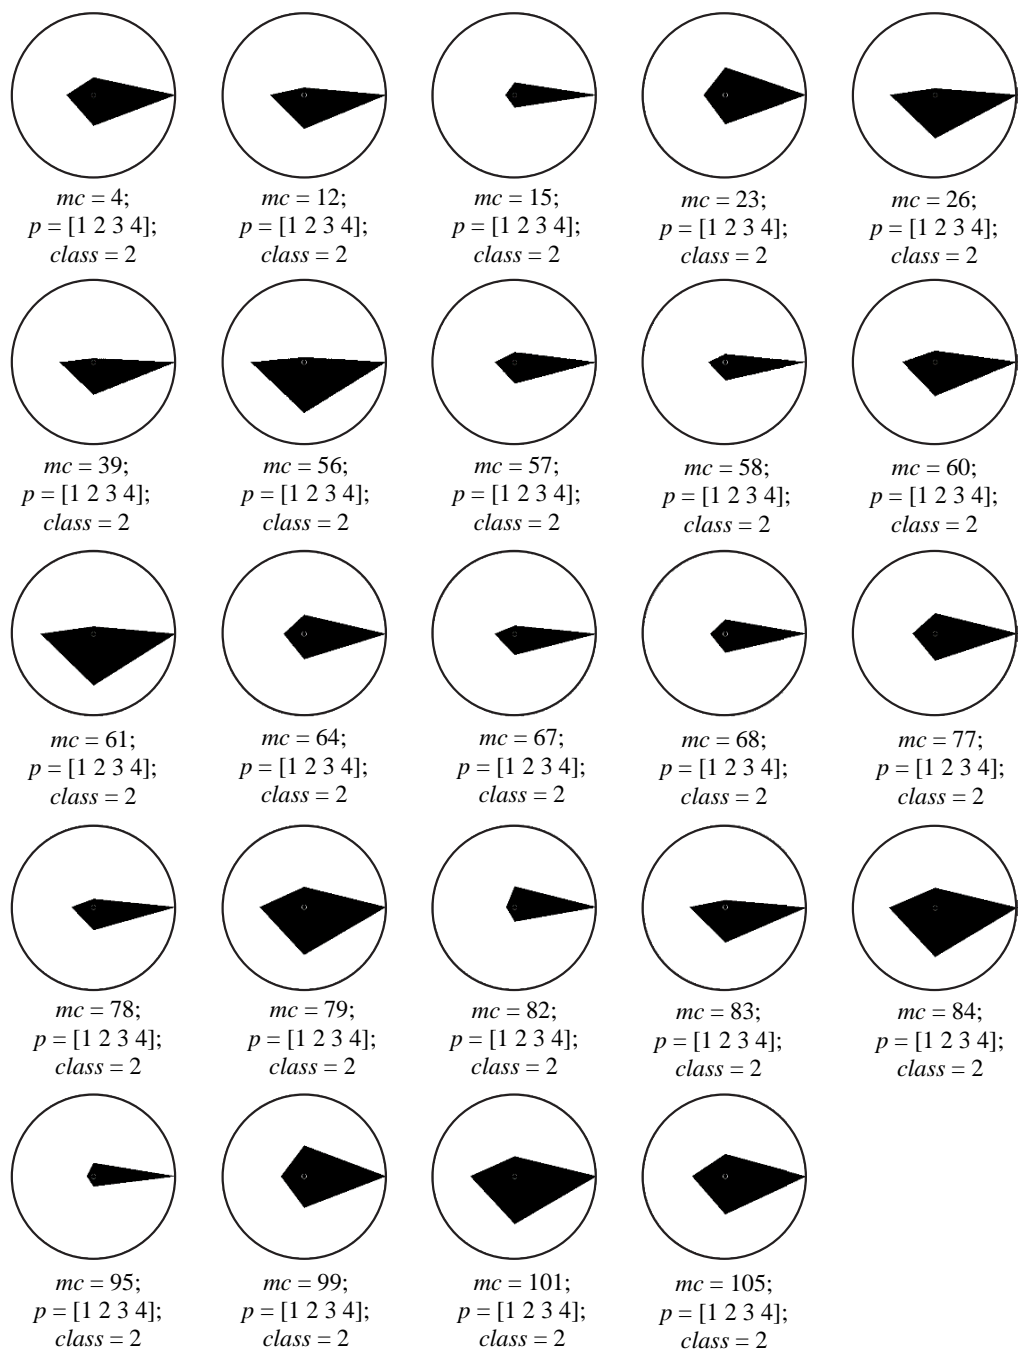 mc = 4;
p = [1 2 3 4];
class = 2
mc = 12;
p = [1 2 3 4];
class = 2
mc = 15;
p = [1 2 3 4];
class = 2
mc = 23;
p = [1 2 3 4];
class = 2
mc = 26;
p = [1 2 3 4];
class = 2
mc = 39;
p = [1 2 3 4];
class = 2
mc = 56;
p = [1 2 3 4];
class = 2
mc = 57;
p = [1 2 3 4];
class = 2
mc = 58;
p = [1 2 3 4];
class = 2
mc = 60;
p = [1 2 3 4];
class = 2
mc = 61;
p = [1 2 3 4];
class = 2
mc = 64;
p = [1 2 3 4];
class = 2
mc = 67;
p = [1 2 3 4];
class = 2
mc = 68;
p = [1 2 3 4];
class = 2
mc = 77;
p = [1 2 3 4];
class = 2
mc = 78;
p = [1 2 3 4];
class = 2
mc = 79;
p = [1 2 3 4];
class = 2
mc = 82;
p = [1 2 3 4];
class = 2
mc = 83;
p = [1 2 3 4];
class = 2
mc = 84;
p = [1 2 3 4];
class = 2
mc = 95;
p = [1 2 3 4];
class = 2
mc = 99;
p = [1 2 3 4];
class = 2
mc = 101;
p = [1 2 3 4];
class = 2
mc = 105;
p = [1 2 3 4];
class = 2